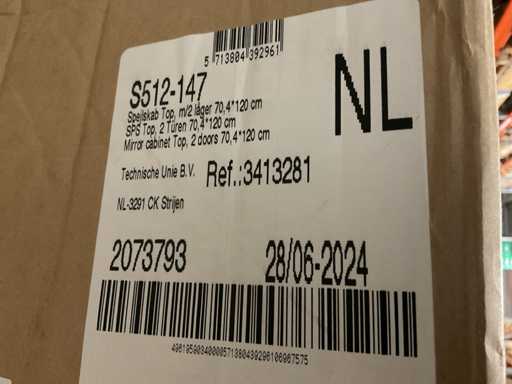 5 713804 392961
S512-147
NL
Spejlskab Top, m/2 låger 70,4*120 cm
SPS Top, 2 Türen 70,4*120 cm
Mirror cabinet Top, 2 doors 70,4*120 cm
Technische Unie B.V. Ref.:3413281
NL-3291 CK Strijen
2073793 28/06-2024